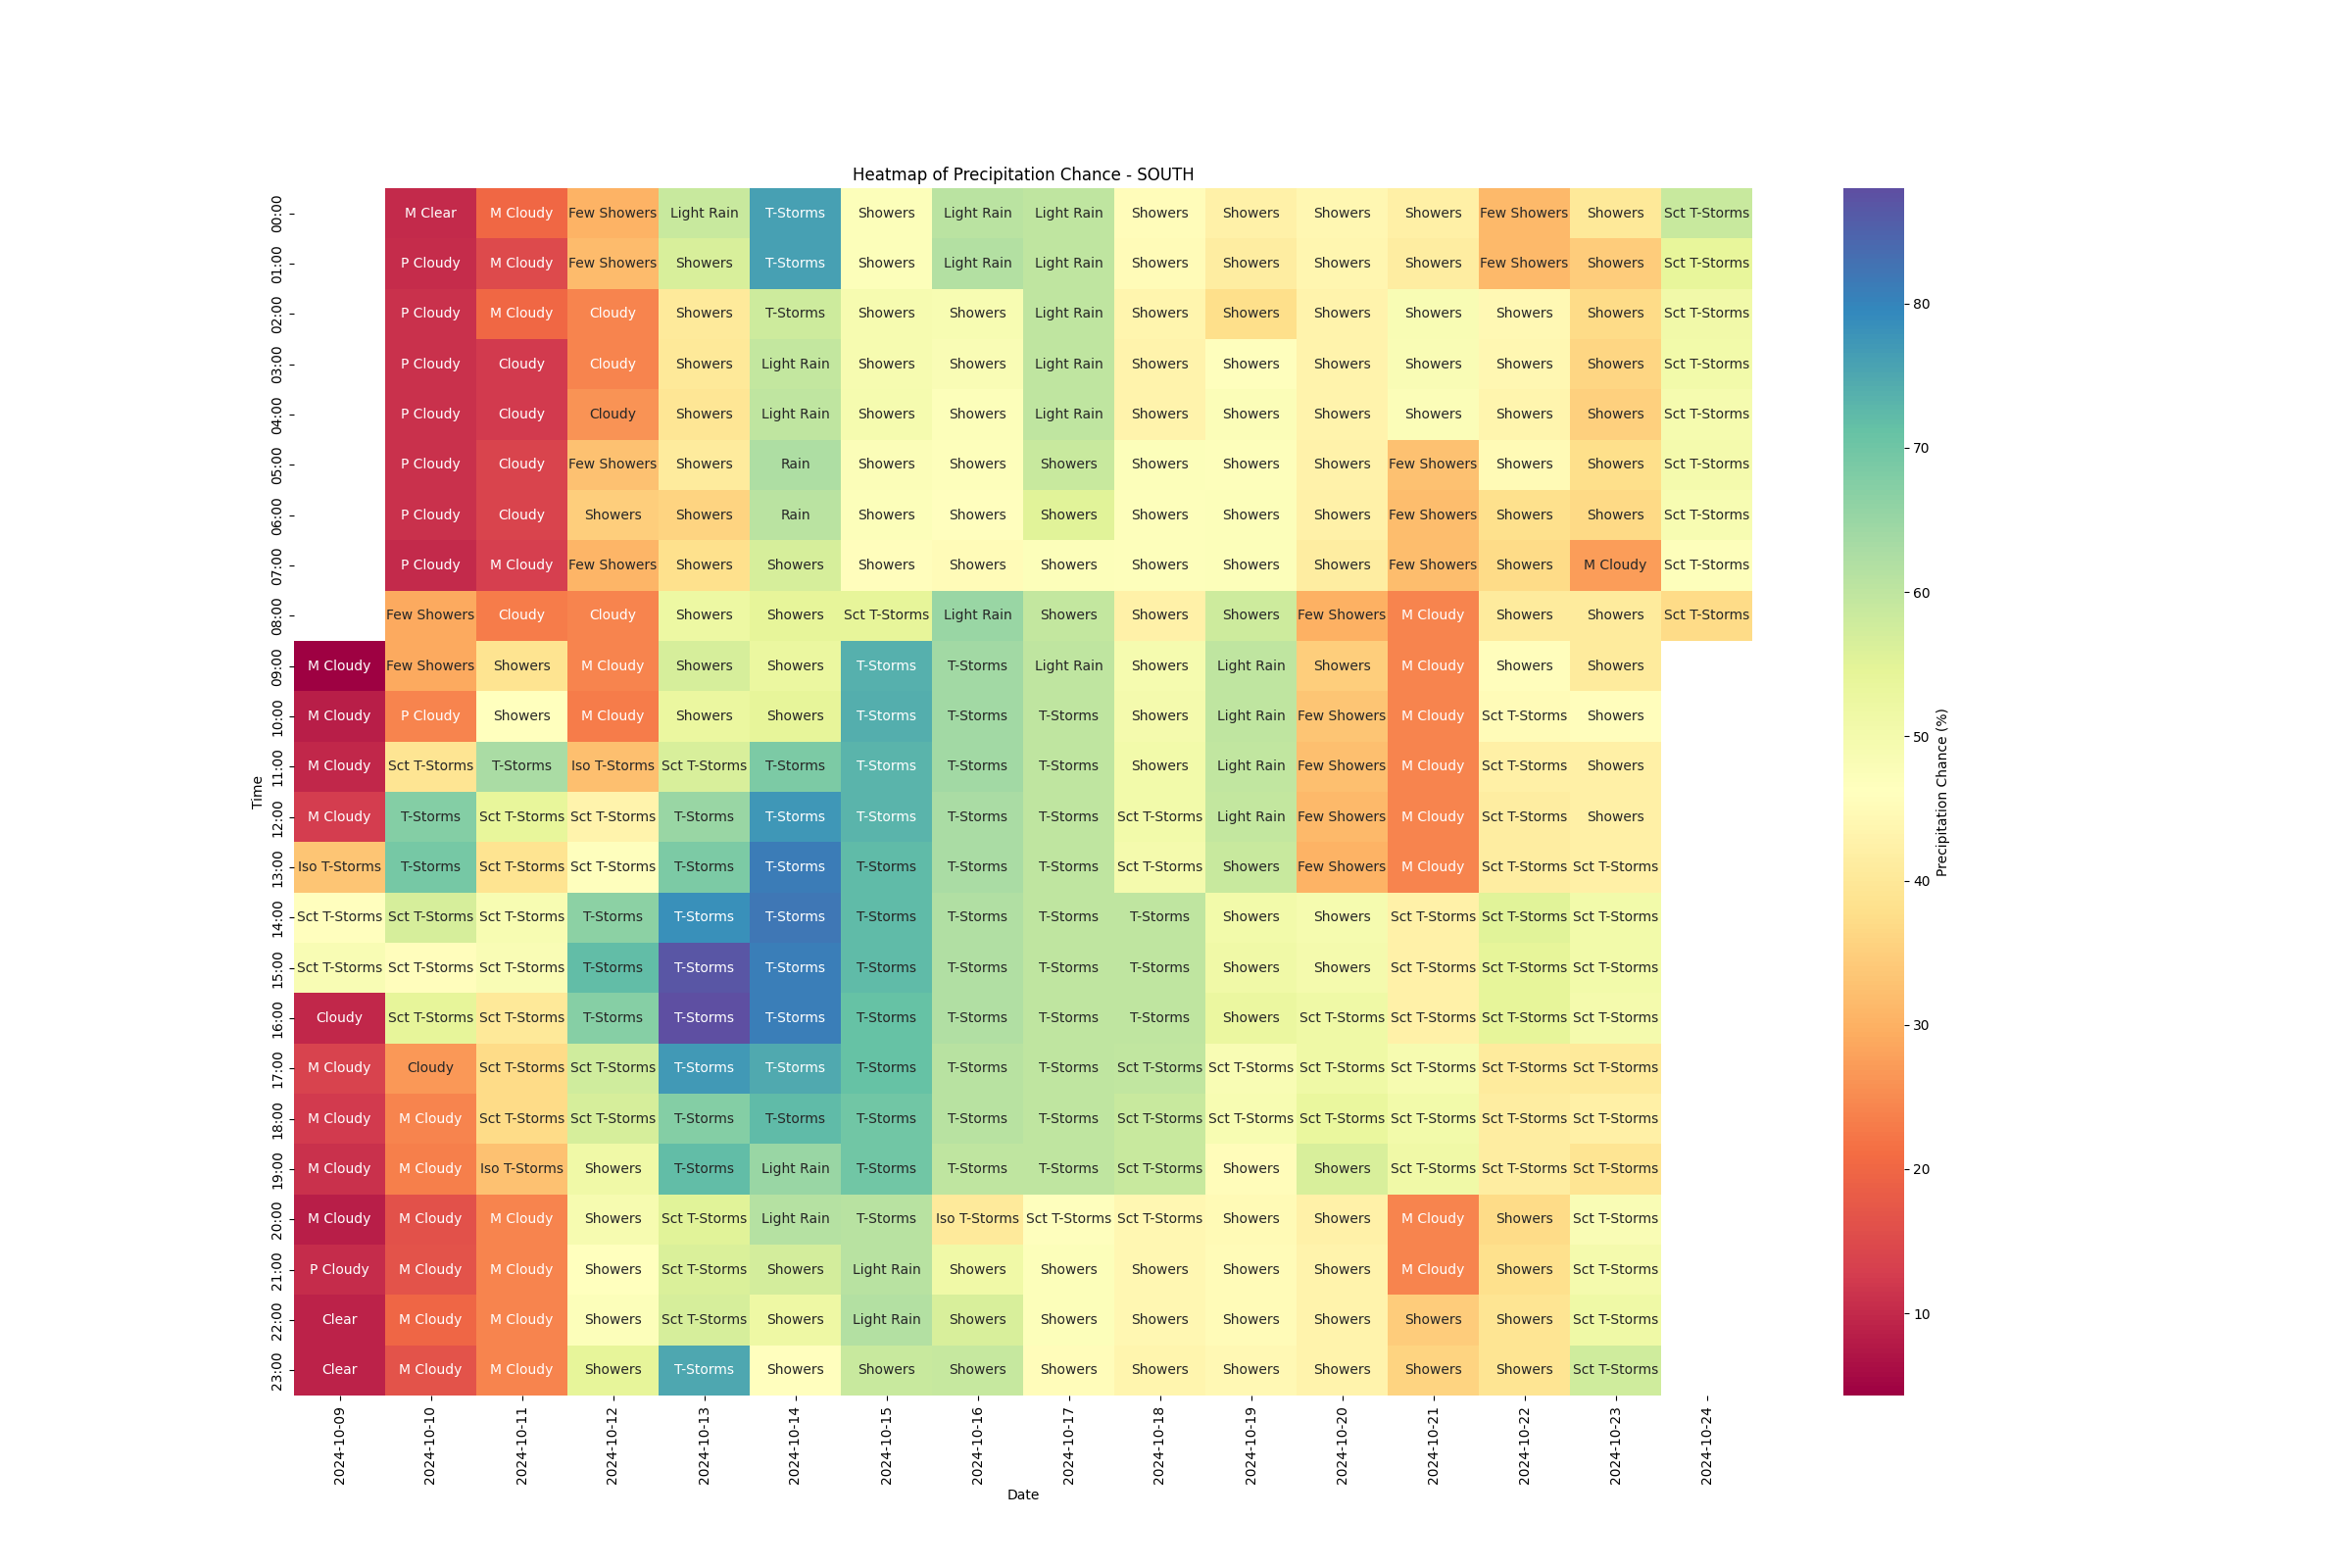 Heatmap of Precipitation Chance - SOUTH
00:00 M Clear M Cloudy Few Showers Light Rain T-Storms Showers Light Rain Light Rain Showers Showers Showers Showers Few Showers Showers Sct T-Storms
01:00 P Cloudy M Cloudy Few Showers Showers T-Storms Showers Light Rain Light Rain Showers Showers Showers Showers Few Showers Showers Sct T-Storms
02:00 P Cloudy M Cloudy Cloudy Showers T-Storms Showers Showers Light Rain Showers Showers Showers Showers Showers Showers Sct T-Storms
03:00 P Cloudy Cloudy Cloudy Showers Light Rain Showers Showers Light Rain Showers Showers Showers Showers Showers Showers Sct T-Storms
04:00 P Cloudy Cloudy Cloudy Showers Light Rain Showers Showers Light Rain Showers Showers Showers Showers Showers Showers Sct T-Storms
05:00 P Cloudy Cloudy Few Showers Showers Rain Showers Showers Showers Showers Showers Showers Few Showers Showers Showers Sct T-Storms
06:00 P Cloudy Cloudy Showers Showers Rain Showers Showers Showers Showers Showers Showers Few Showers Showers Showers Sct T-Storms
07:00 P Cloudy M Cloudy Few Showers Showers Showers Showers Showers Showers Showers Showers Showers Few Showers Showers M Cloudy Sct T-Storms
08:00 Few Showers Cloudy Cloudy Showers Showers Sct T-Storms Light Rain Showers Showers Showers Few Showers M Cloudy Showers Showers Sct T-Storms
09:00 M Cloudy Few Showers Showers M Cloudy Showers Showers T-Storms T-Storms Light Rain Showers Light Rain Showers M Cloudy Showers Showers
10:00 M Cloudy P Cloudy Showers M Cloudy Showers Showers T-Storms T-Storms T-Storms Showers Light Rain Few Showers M Cloudy Sct T-Storms Showers
11:00 M Cloudy Sct T-Storms T-Storms Iso T-Storms Sct T-Storms T-Storms T-Storms T-Storms T-Storms Showers Light Rain Few Showers M Cloudy Sct T-Storms Showers
12:00 M Cloudy T-Storms Sct T-Storms Sct T-Storms T-Storms T-Storms T-Storms T-Storms T-Storms Sct T-Storms Light Rain Few Showers M Cloudy Sct T-Storms Showers
13:00 Iso T-Storms T-Storms Sct T-Storms Sct T-Storms T-Storms T-Storms T-Storms T-Storms T-Storms Sct T-Storms Showers Few Showers M Cloudy Sct T-Storms Sct T-Storms
14:00 Sct T-Storms Sct T-Storms Sct T-Storms T-Storms T-Storms T-Storms T-Storms T-Storms T-Storms T-Storms Showers Showers Sct T-Storms Sct T-Storms Sct T-Storms
15:00 Sct T-Storms Sct T-Storms Sct T-Storms T-Storms T-Storms T-Storms T-Storms T-Storms T-Storms T-Storms Showers Showers Sct T-Storms Sct T-Storms Sct T-Storms
16:00 Cloudy Sct T-Storms Sct T-Storms T-Storms T-Storms T-Storms T-Storms T-Storms T-Storms T-Storms Showers Sct T-Storms Sct T-Storms Sct T-Storms Sct T-Storms
17:00 M Cloudy Cloudy Sct T-Storms Sct T-Storms T-Storms T-Storms T-Storms T-Storms T-Storms Sct T-Storms Sct T-Storms Sct T-Storms Sct T-Storms Sct T-Storms Sct T-Storms
18:00 M Cloudy M Cloudy Sct T-Storms Sct T-Storms T-Storms T-Storms T-Storms T-Storms T-Storms Sct T-Storms Sct T-Storms Sct T-Storms Sct T-Storms Sct T-Storms Sct T-Storms
19:00 M Cloudy M Cloudy Iso T-Storms Showers T-Storms Light Rain T-Storms T-Storms T-Storms Sct T-Storms Showers Showers Sct T-Storms Sct T-Storms Sct T-Storms
20:00 M Cloudy M Cloudy M Cloudy Showers Sct T-Storms Light Rain T-Storms Iso T-Storms Sct T-Storms Sct T-Storms Showers Showers M Cloudy Showers Sct T-Storms
21:00 P Cloudy M Cloudy M Cloudy Showers Sct T-Storms Showers Light Rain Showers Showers Showers Showers Showers M Cloudy Showers Sct T-Storms
22:00 Clear M Cloudy M Cloudy Showers Sct T-Storms Showers Light Rain Showers Showers Showers Showers Showers Showers Showers Sct T-Storms
23:00 Clear M Cloudy M Cloudy Showers T-Storms Showers Showers Showers Showers Showers Showers Showers Showers Showers Sct T-Storms
Time
2024-10-09 2024-10-10 2024-10-11 2024-10-12 2024-10-13 2024-10-14 2024-10-15 2024-10-16 2024-10-17 2024-10-18 2024-10-19 2024-10-20 2024-10-21 2024-10-22 2024-10-23 2024-10-24
Date
80
70
60
50
40
30
20
10
Precipitation Chance (%)